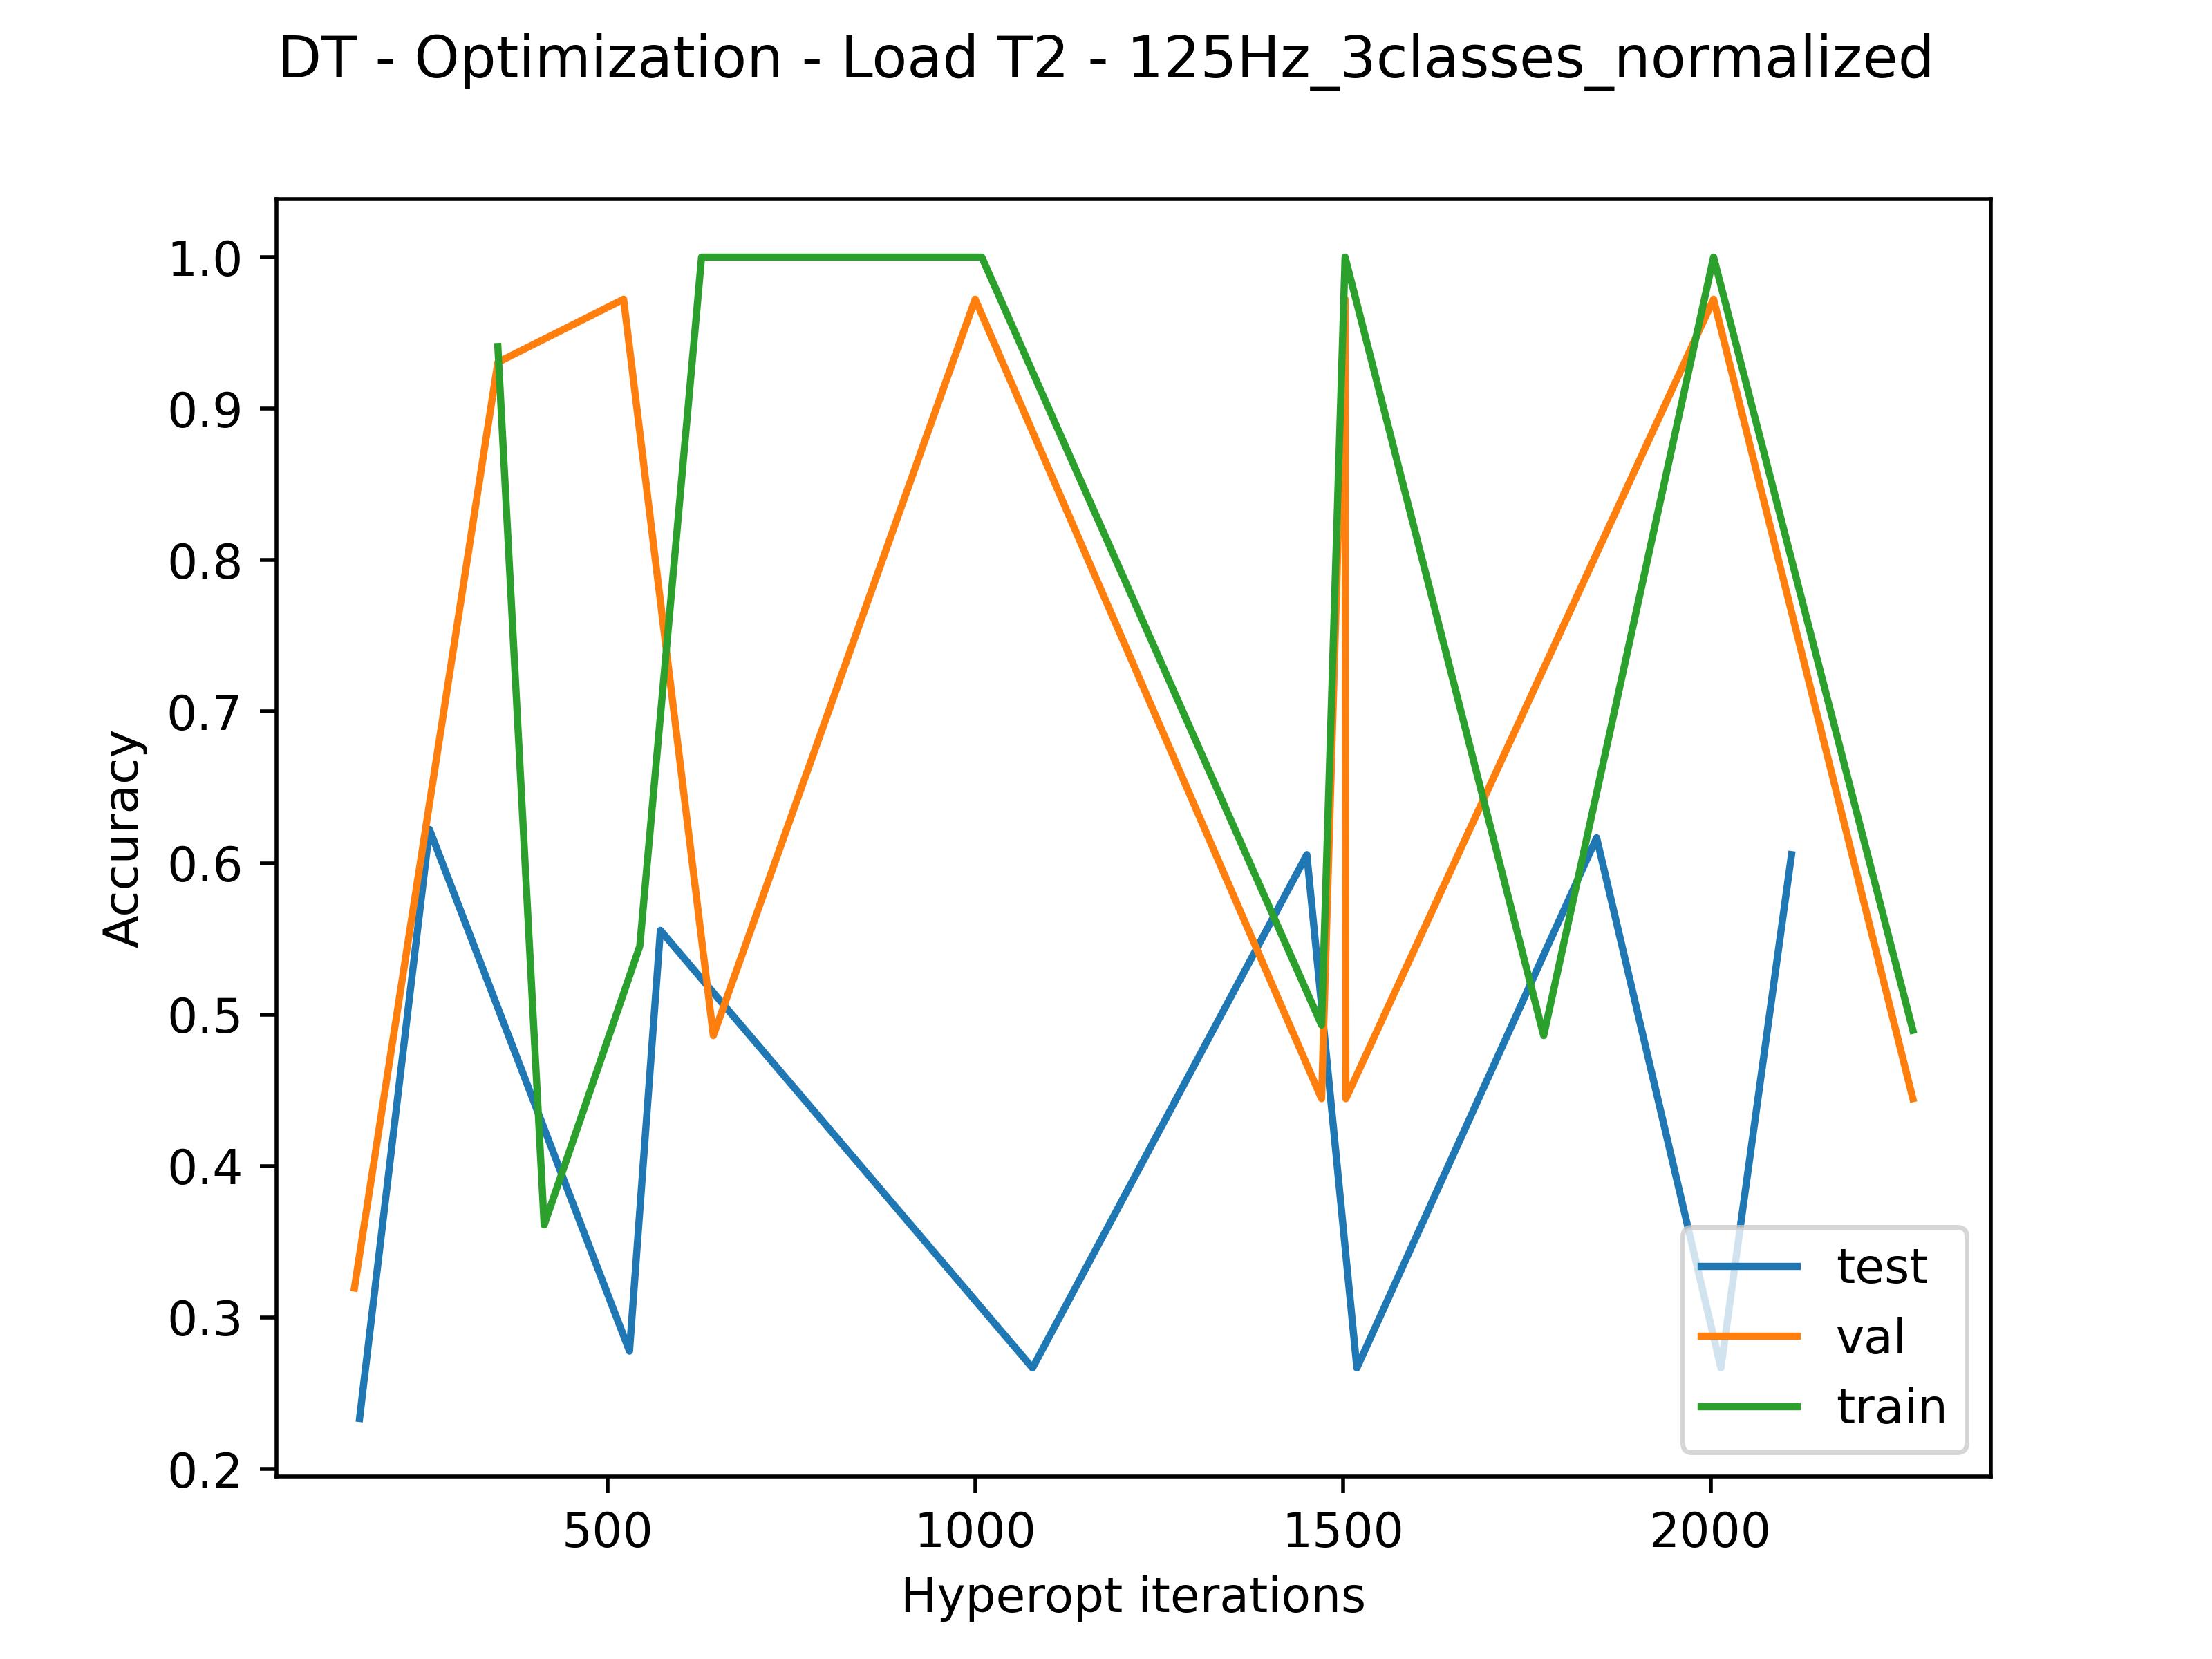 DT - Optimization - Load T2 - 125Hz_3classes_normalized
1.0
0.9
0.8
0.7
0.6
0.5
0.4
0.3
0.2
Accuracy
500 1000 1500 2000
Hyperopt iterations
test
val
train